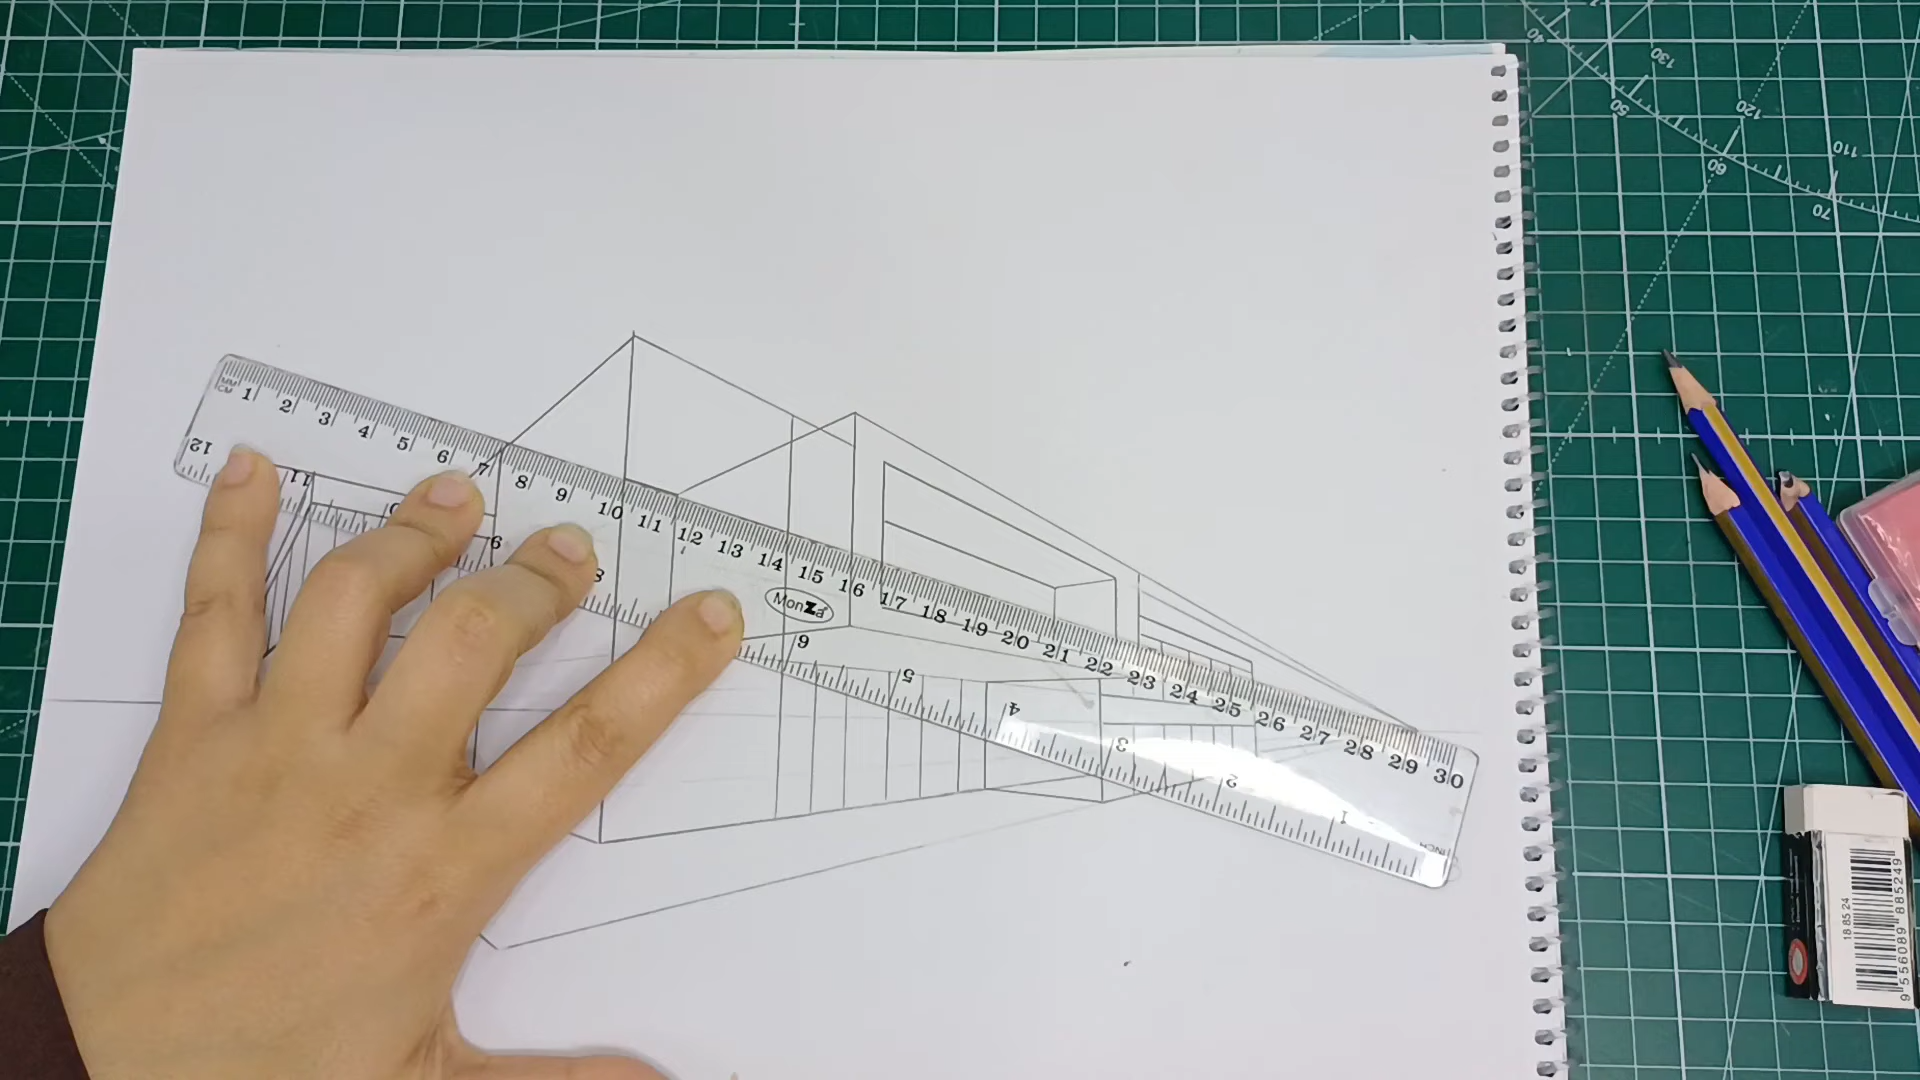 MM
CM
1 2 3 4 5 6 7 8 9 10 11 12 13 14 15 16 17 18 19 20 21 22 23 24 25 26 27 28 29 30
12 11 9 8 6 5 4 3 2 1
INCH
Monza
40 50 60 70
130 120 110
18 85 24
9 556089 885249